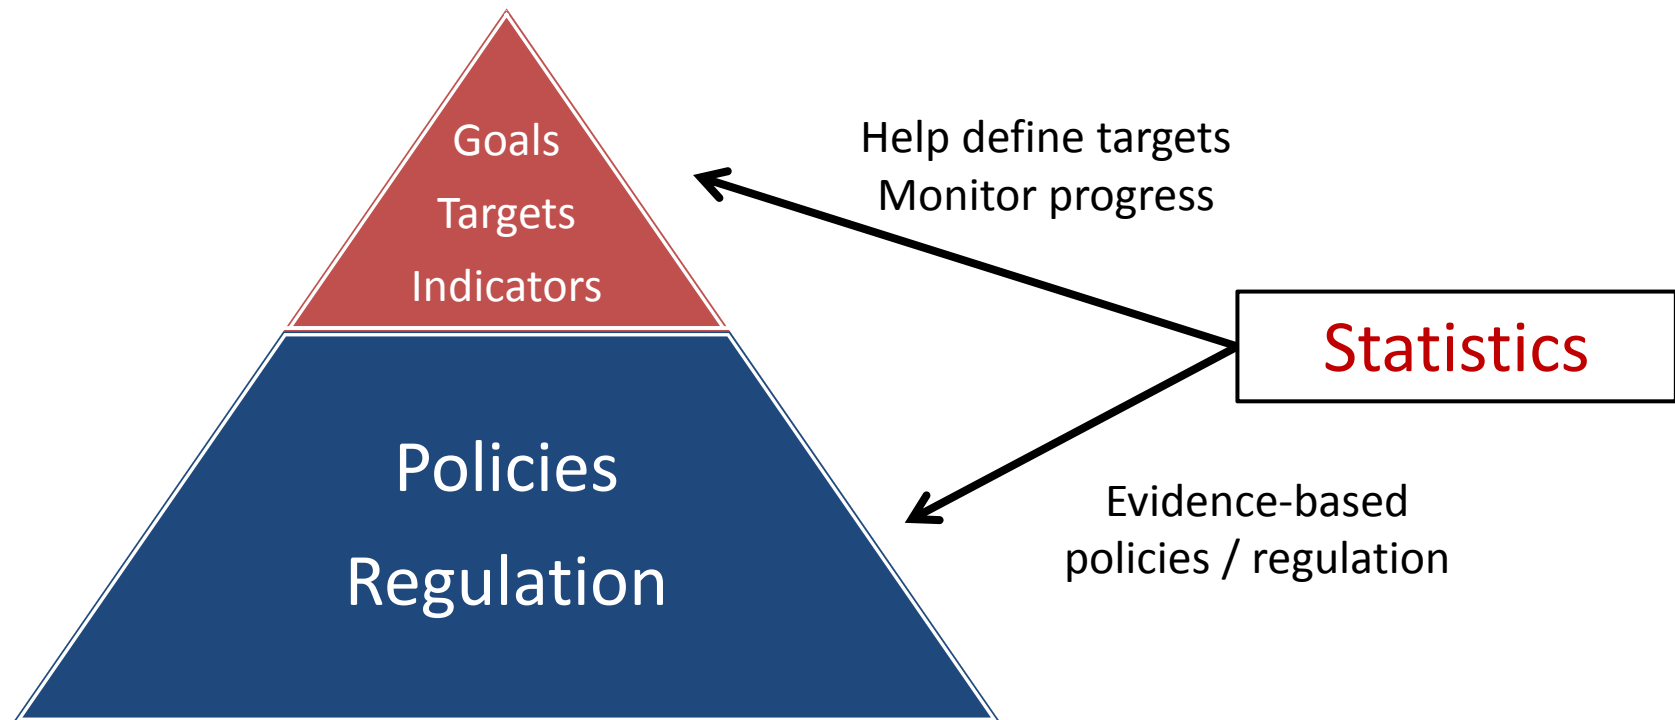 Goals
Targets
Indicators
Policies
Regulation
Help define targets
Monitor progress
Statistics
Evidence-based
policies / regulation